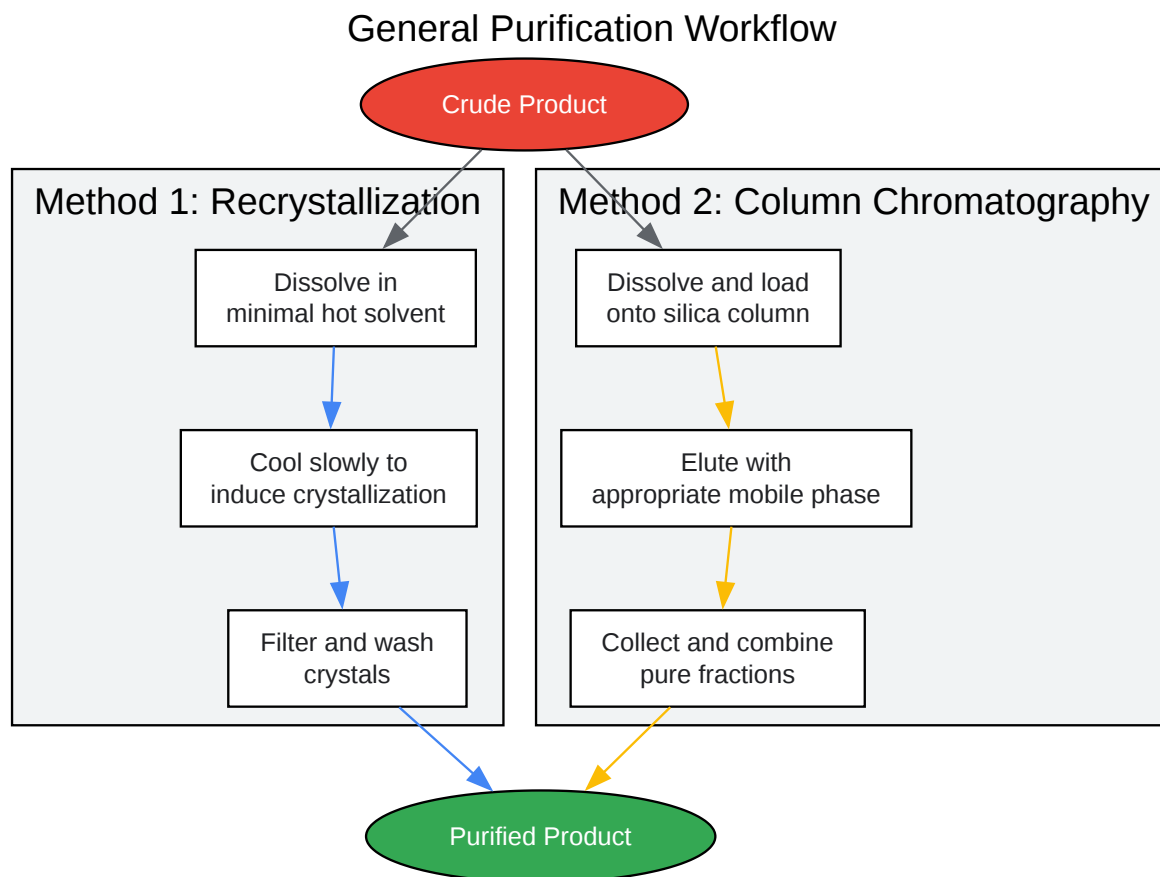 General Purification Workflow
Crude Product
Method 1: Recrystallization
Dissolve in
minimal hot solvent
Cool slowly to
induce crystallization
Filter and wash
crystals
Method 2: Column Chromatography
Dissolve and load
onto silica column
Elute with
appropriate mobile phase
Collect and combine
pure fractions
Purified Product